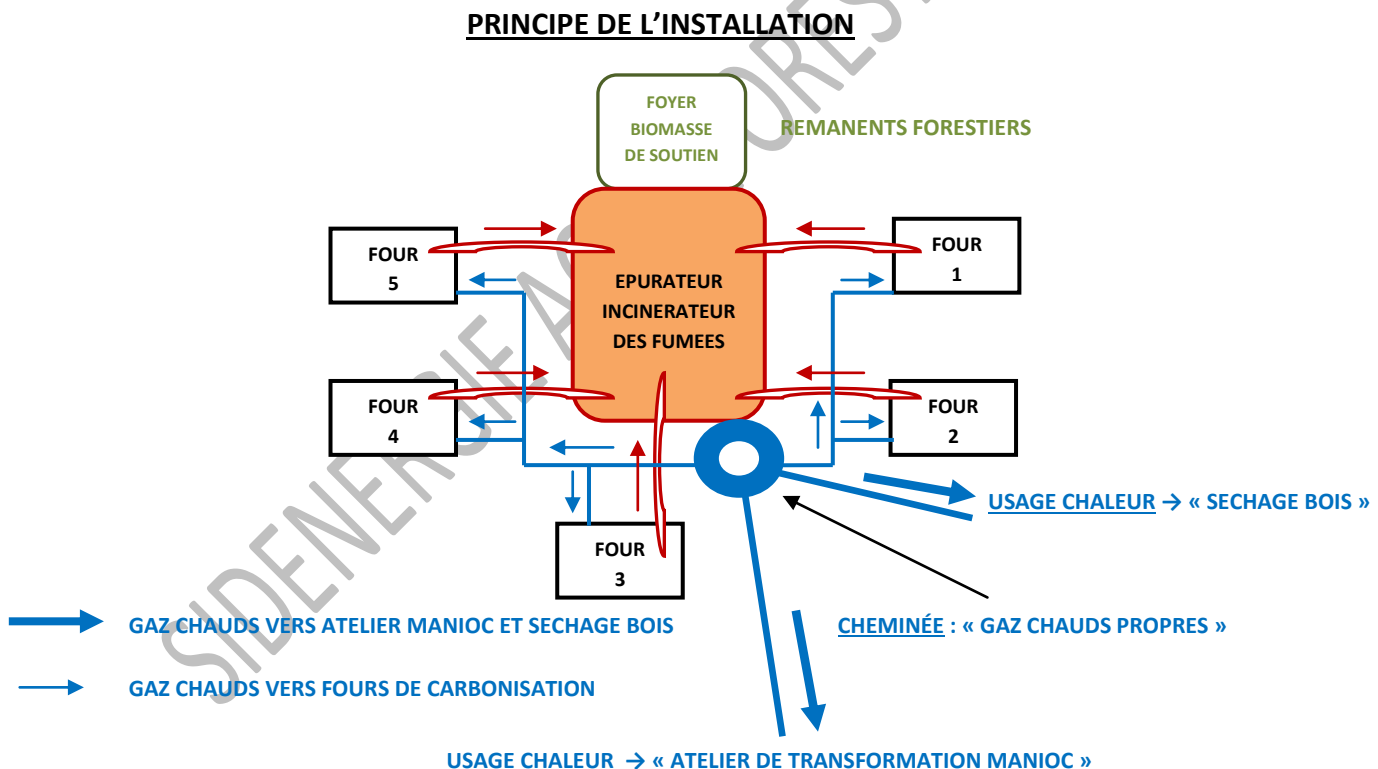 PRINCIPE DE L'INSTALLATION
FOYER
BIOMASSE
DE SOUTIEN
REMANENTS FORESTIERS
FOUR
5
FOUR
1
EPURATEUR
INCINERATEUR
DES FUMEES
FOUR
4
FOUR
2
USAGE CHALEUR → « SECHAGE BOIS »
FOUR
3
GAZ CHAUDS VERS ATELIER MANIOC ET SECHAGE BOIS
CHEMINÉE : « GAZ CHAUDS PROPRES »
GAZ CHAUDS VERS FOURS DE CARBONISATION
USAGE CHALEUR → « ATELIER DE TRANSFORMATION MANIOC »
SIDENERGIE